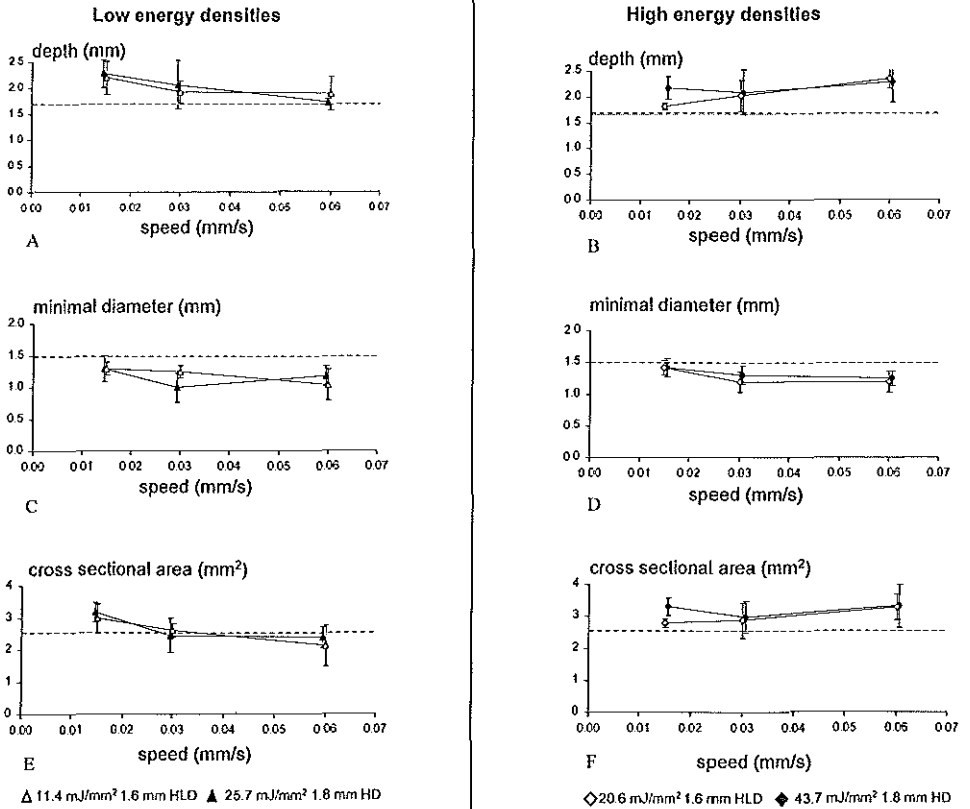 Low energy densities
depth (mm)
2.5
2.0
1.5
1.0
0.5
0.0
0.00 0.01 0.02 0.03 0.04 0.05 0.06 0.07
speed (mm/s)
A
minimal diameter (mm)
2.0
1.5
1.0
0.5
0.0
0.00 0.01 0.02 0.03 0.04 0.05 0.06 0.07
speed (mm/s)
C
cross sectional area (mm²)
4
3
2
1
0
0.00 0.01 0.02 0.03 0.04 0.05 0.06 0.07
speed (mm/s)
E
11.4 mJ/mm² 1.6 mm HLD 25.7 mJ/mm² 1.8 mm HD
High energy densities
depth (mm)
2.5
2.0
1.5
1.0
0.5
0.0
0.00 0.01 0.02 0.03 0.04 0.05 0.06 0.07
speed (mm/s)
B
minimal diameter (mm)
2.0
1.5
1.0
0.5
0.0
0.00 0.01 0.02 0.03 0.04 0.05 0.06 0.07
speed (mm/s)
D
cross sectional area (mm²)
4
3
2
1
0
0.00 0.01 0.02 0.03 0.04 0.05 0.06 0.07
speed (mm/s)
F
20.6 mJ/mm² 1.6 mm HLD 43.7 mJ/mm² 1.8 mm HD